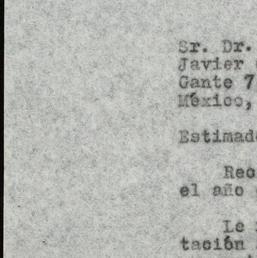 Sr. Dr.
Javier
Gante 7
México,
Estimad
Rec
el año
Le
tación